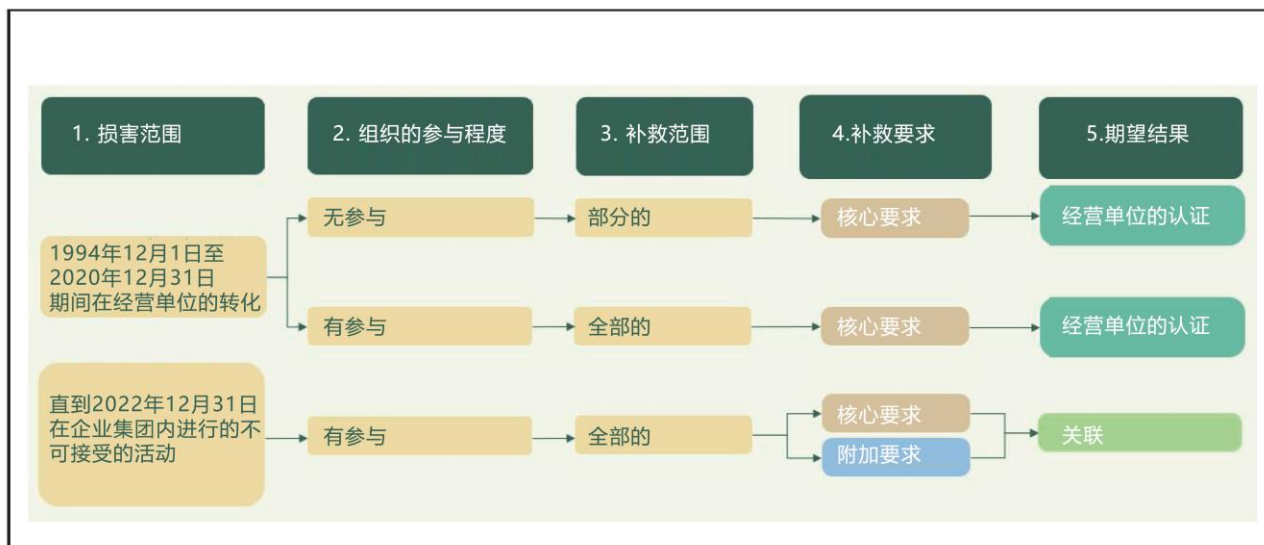 1. 损害范围
2. 组织的参与程度
3. 补救范围
4.补救要求
5.期望结果
1994年12月1日至
2020年12月31日
期间在经营单位的转化
无参与
部分的
核心要求
经营单位的认证
有参与
全部的
核心要求
经营单位的认证
直到2022年12月31日
在企业集团内进行的不
可接受的活动
有参与
全部的
核心要求
附加要求
关联